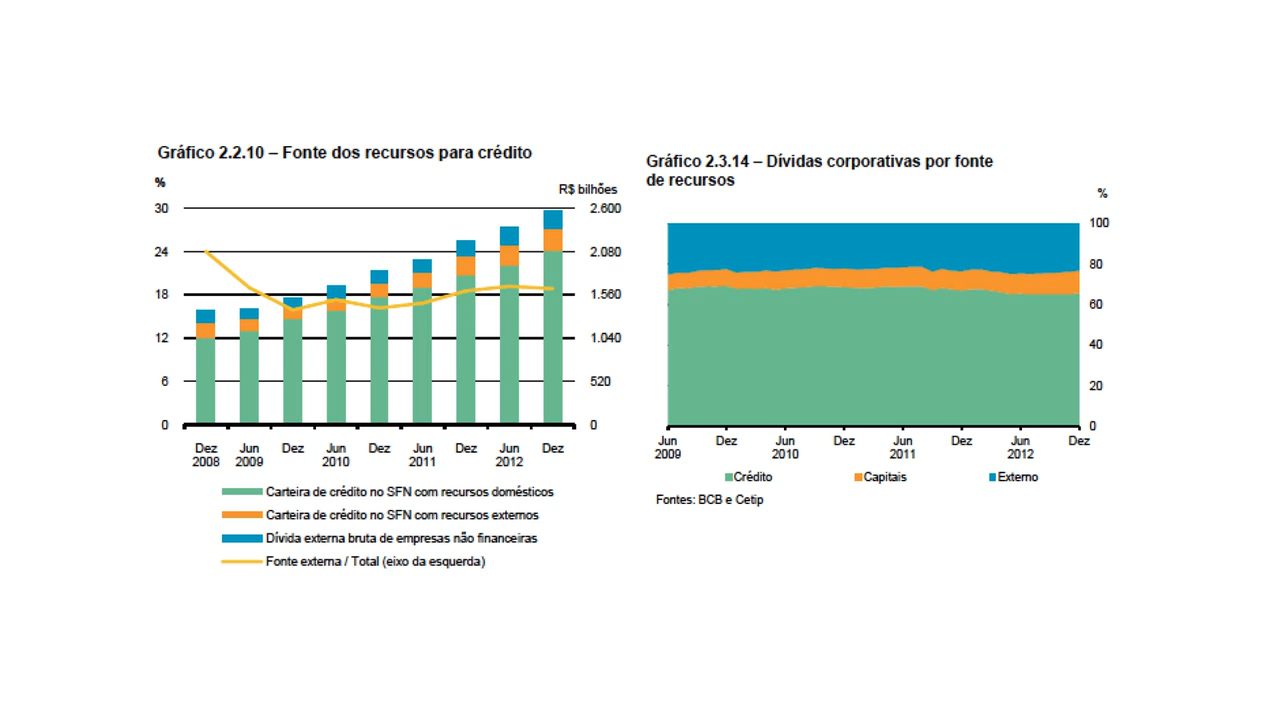 Gráfico 2.2.10 – Fonte dos recursos para crédito
%
R$ bilhões
30
24
18
12
6
0
2.600
2.080
1.560
1.040
520
0
Dez Jun Dez Jun Dez Jun Dez Jun Dez
2008 2009 2010 2011 2012
Carteira de crédito no SFN com recursos domésticos
Carteira de crédito no SFN com recursos externos
Dívida externa bruta de empresas não financeiras
Fonte externa / Total (eixo da esquerda)
Gráfico 2.3.14 – Dívidas corporativas por fonte
de recursos
%
100
80
60
40
20
0
Jun Dez Jun Dez Jun Dez Jun Dez
2009 2010 2011 2012
Crédito Capitais Externo
Fontes: BCB e Cetip